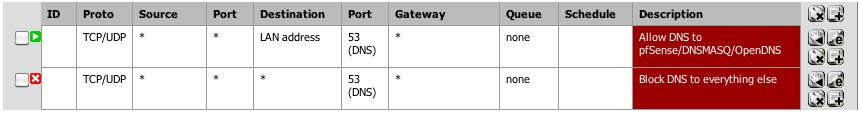 ID Proto Source Port Destination Port Gateway Queue Schedule Description
TCP/UDP * * LAN address 53 (DNS) * none Allow DNS to pfSense/DNSMASQ/OpenDNS
TCP/UDP * * * 53 (DNS) * none Block DNS to everything else